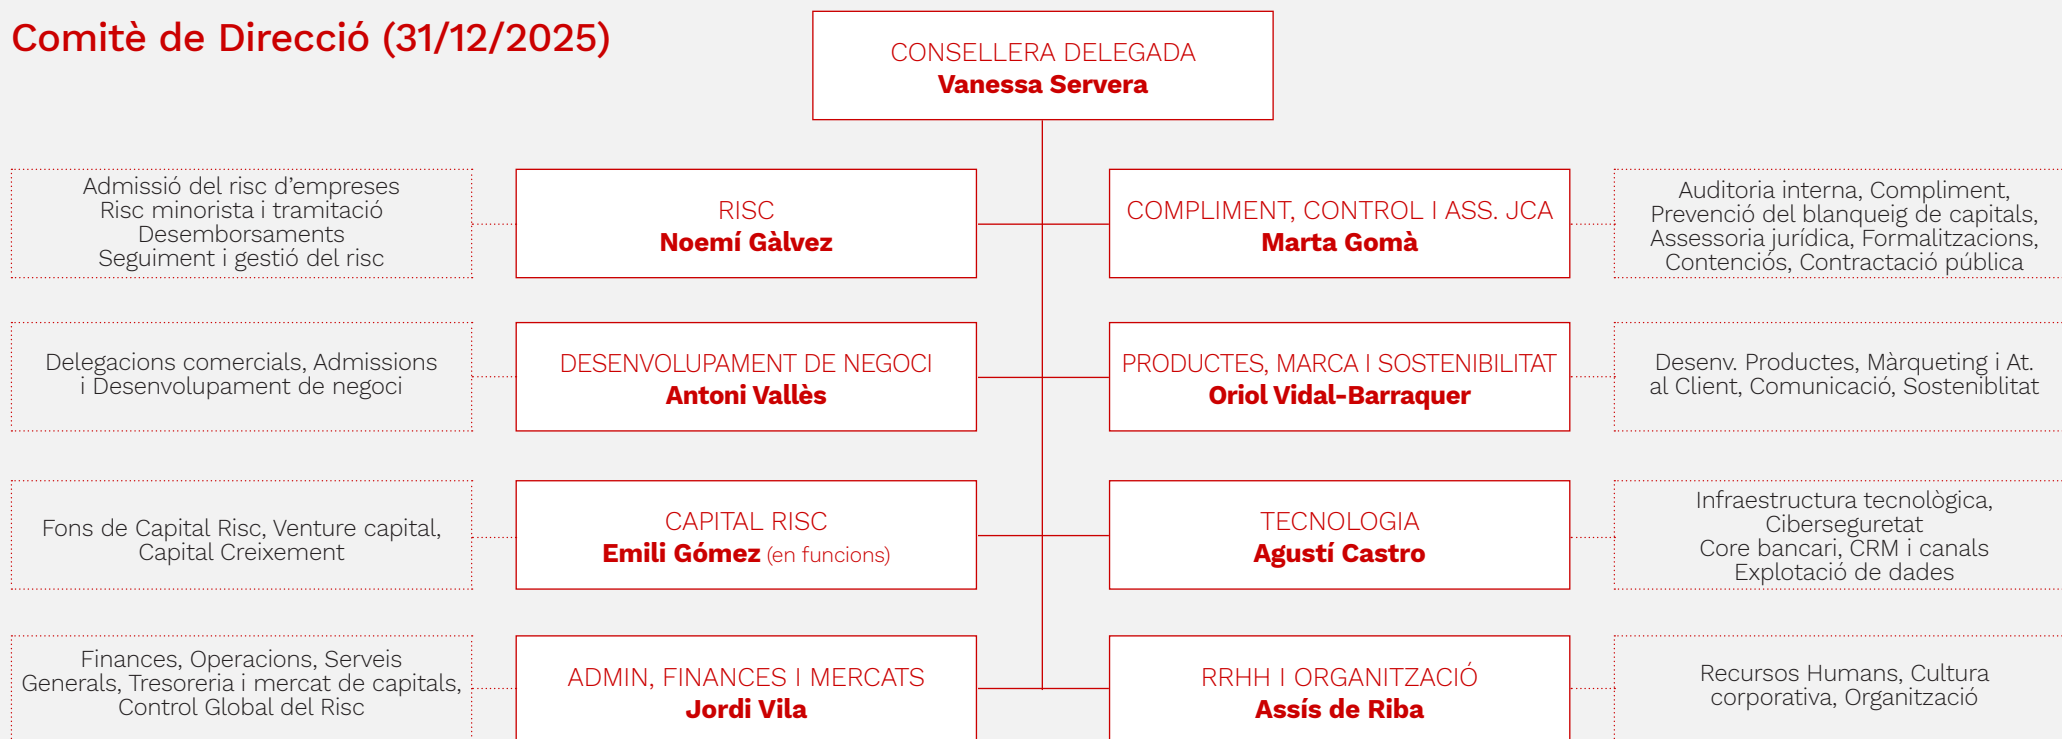 Comitè de Direcció (31/12/2025)
CONSELLERA DELEGADA
Vanessa Servera
Admissió del risc d’empreses
Risc minorista i tramitació
Desemborsaments
Seguiment i gestió del risc
RISC
Noemí Gàlvez
COMPLIMENT, CONTROL I ASS. JCA
Marta Gomà
Auditoria interna, Compliment,
Prevenció del blanqueig de capitals,
Assessoria jurídica, Formalitzacions,
Contenciós, Contractació pública
Delegacions comercials, Admissions
i Desenvolupament de negoci
DESENVOLUPAMENT DE NEGOCI
Antoni Vallès
PRODUCTES, MARCA I SOSTENIBILITAT
Oriol Vidal-Barraquer
Desenv. Productes, Màrqueting i At.
al Client, Comunicació, Sosteniblitat
Fons de Capital Risc, Venture capital,
Capital Creixement
CAPITAL RISC
Emili Gómez (en funcions)
TECNOLOGIA
Agustí Castro
Infraestructura tecnològica,
Ciberseguretat
Core bancari, CRM i canals
Explotació de dades
Finances, Operacions, Serveis
Generals, Tresoreria i mercat de capitals,
Control Global del Risc
ADMIN, FINANCES I MERCATS
Jordi Vila
RRHH I ORGANITZACIÓ
Assís de Riba
Recursos Humans, Cultura
corporativa, Organització